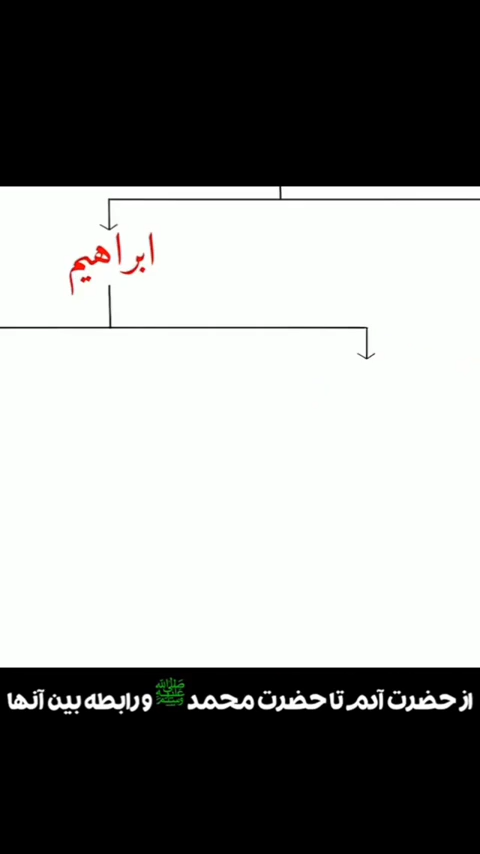 ابراهیم
از حضرت آدم تا حضرت محمد ﷺ و رابطه بین آنها